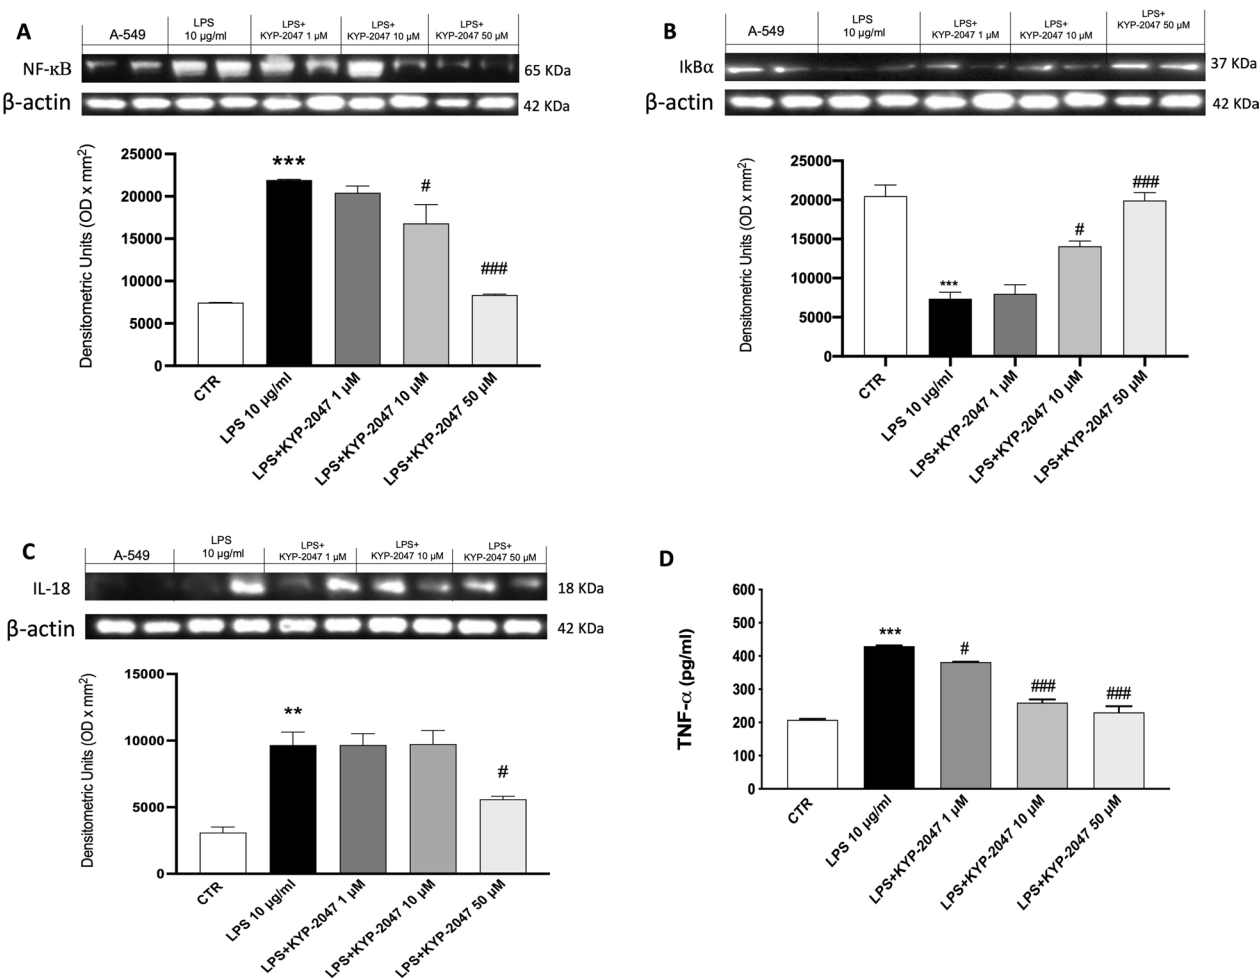 A
A-549
LPS
10 µg/ml
LPS+
KYP-2047 1 µM
LPS+
KYP-2047 10 µM
LPS+
KYP-2047 50 µM
NF-κB
65 KDa
β-actin
42 KDa
Densitometric Units (OD x mm²)
25000
20000
15000
10000
5000
0
***
#
###
CTR
LPS 10 µg/ml
LPS+KYP-2047 1 µM
LPS+KYP-2047 10 µM
LPS+KYP-2047 50 µM
B
A-549
LPS
10 µg/ml
LPS+
KYP-2047 1 µM
LPS+
KYP-2047 10 µM
LPS+
KYP-2047 50 µM
IkBα
37 KDa
β-actin
42 KDa
Densitometric Units (OD x mm²)
25000
20000
15000
10000
5000
0
***
#
###
CTR
LPS 10 µg/ml
LPS+KYP-2047 1 µM
LPS+KYP-2047 10 µM
LPS+KYP-2047 50 µM
C
A-549
LPS
10 µg/ml
LPS+
KYP-2047 1 µM
LPS+
KYP-2047 10 µM
LPS+
KYP-2047 50 µM
IL-18
18 KDa
β-actin
42 KDa
Densitometric Units (OD x mm²)
15000
10000
5000
0
**
#
CTR
LPS 10 µg/ml
LPS+KYP-2047 1 µM
LPS+KYP-2047 10 µM
LPS+KYP-2047 50 µM
D
TNF-α (pg/ml)
600
500
400
300
200
100
0
***
#
###
###
CTR
LPS 10 µg/ml
LPS+KYP-2047 1 µM
LPS+KYP-2047 10 µM
LPS+KYP-2047 50 µM